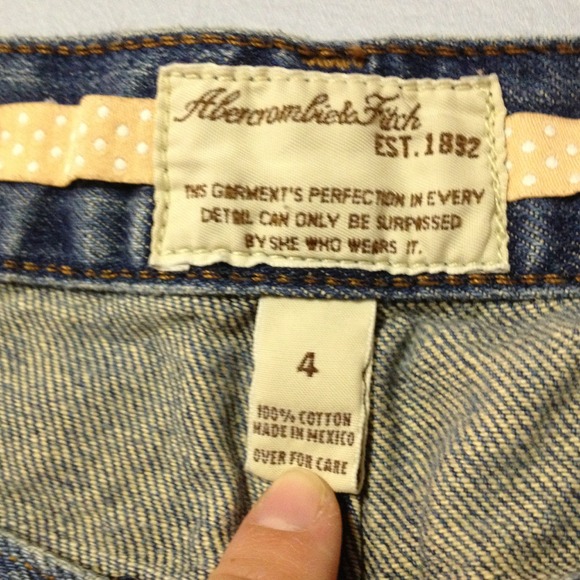 Abercrombie & Fitch
EST. 1892
THIS GARMENT'S PERFECTION IN EVERY
DETAIL CAN ONLY BE SURPASSED
BY SHE WHO WEARS IT.
4
100% COTTON
MADE IN MEXICO
OVER FOR CARE